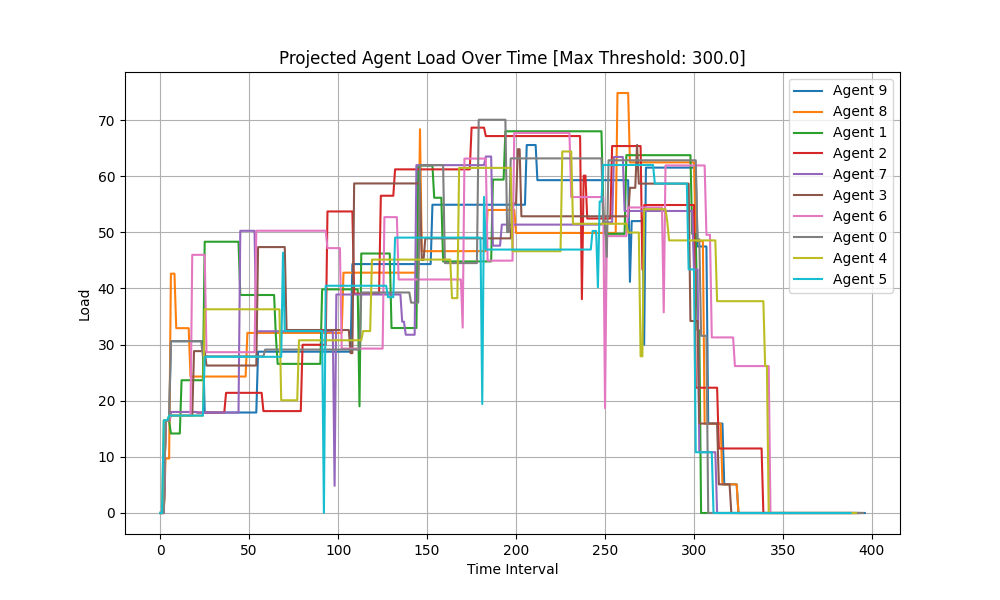 Projected Agent Load Over Time [Max Threshold: 300.0]
Load
70
60
50
40
30
20
10
0
0 50 100 150 200 250 300 350 400
Time Interval
Agent 9
Agent 8
Agent 1
Agent 2
Agent 7
Agent 3
Agent 6
Agent 0
Agent 4
Agent 5